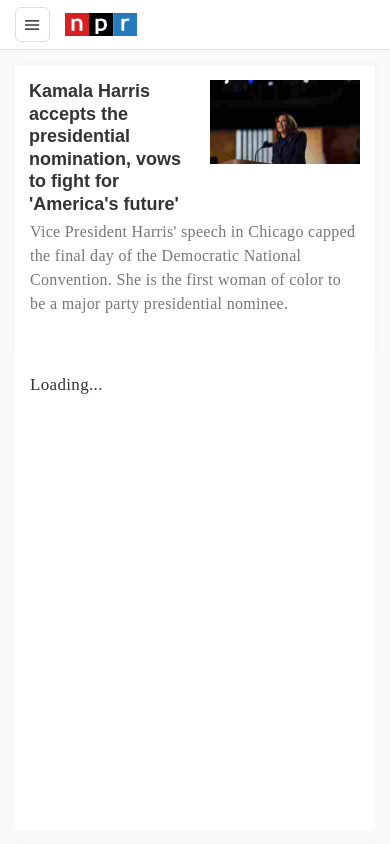 npr
Kamala Harris
accepts the
presidential
nomination, vows
to fight for
'America's future'
Vice President Harris' speech in Chicago capped
the final day of the Democratic National
Convention. She is the first woman of color to
be a major party presidential nominee.
Loading...